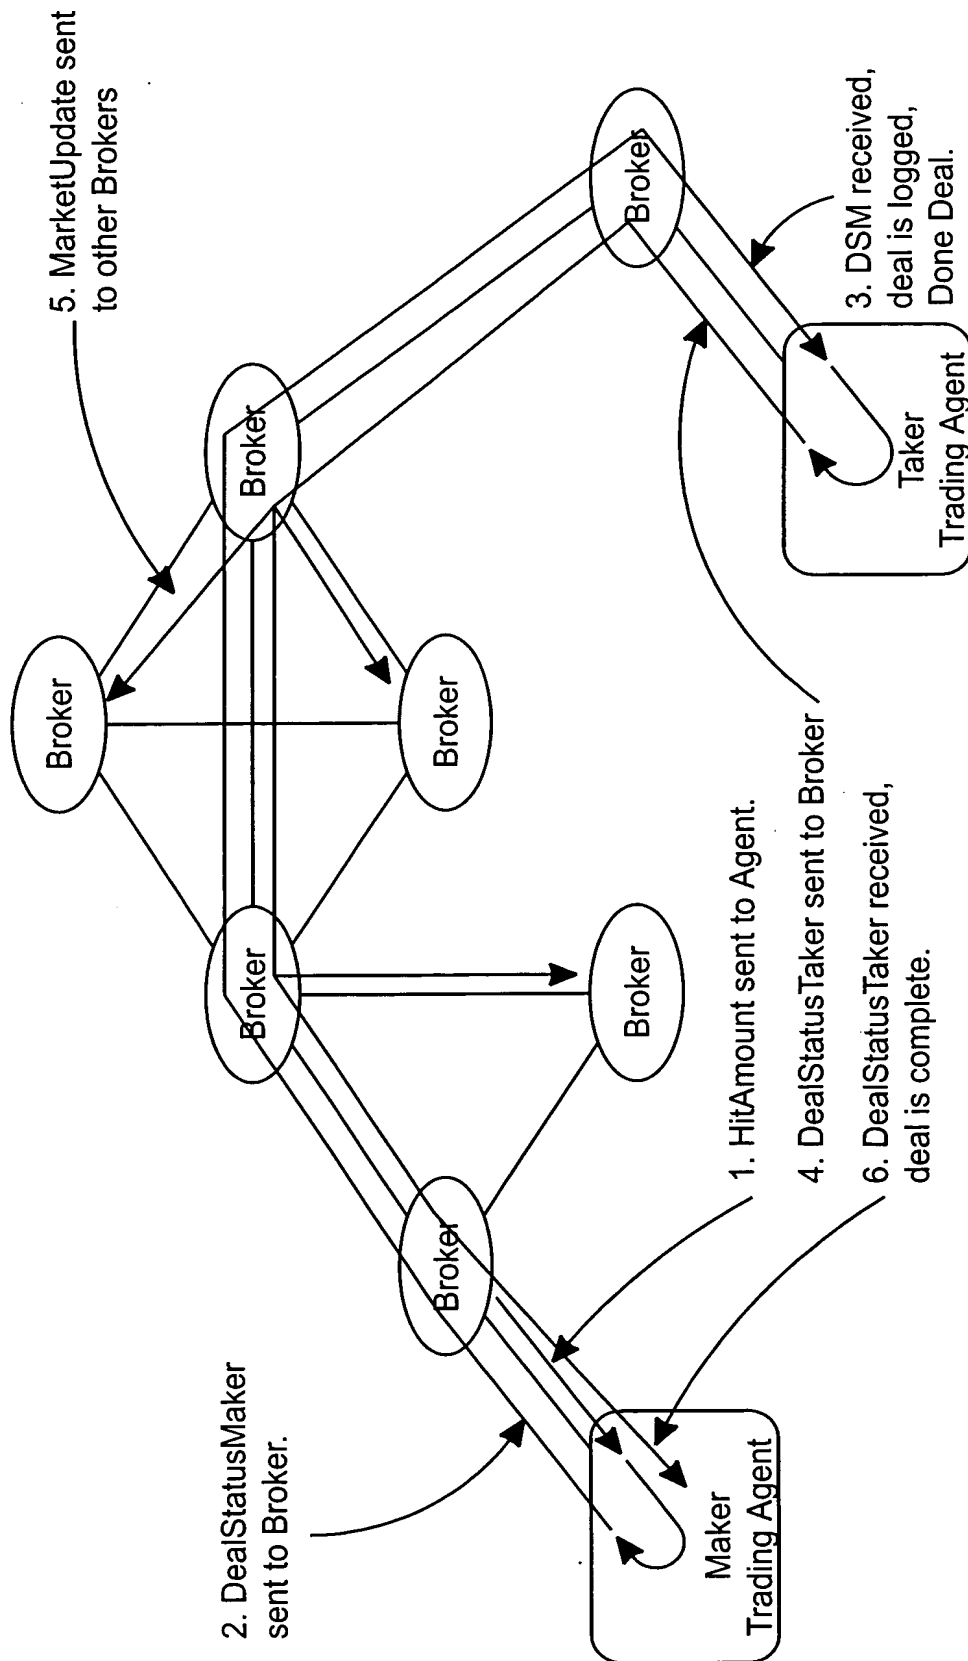 5. MarketUpdate sent
to other Brokers
2. DealStatusMaker
sent to Broker.
Broker
Broker
Broker
Broker
Broker
Broker
Broker
Maker
Trading Agent
Taker
Trading Agent
3. DSM received,
deal is logged,
Done Deal.
1. HitAmount sent to Agent.
4. DealStatusTaker sent to Broker
6. DealStatusTaker received,
deal is complete.